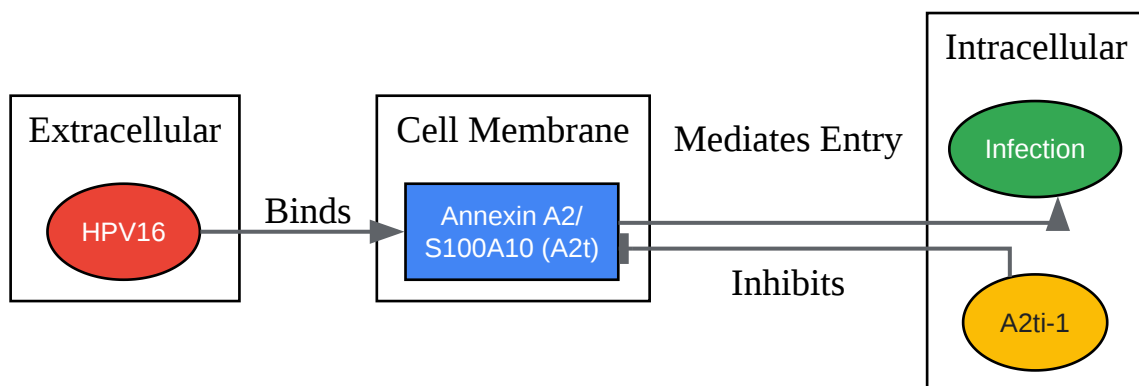 Extracellular
HPV16
Binds
Cell Membrane
Annexin A2/
S100A10 (A2t)
Mediates Entry
Inhibits
Intracellular
Infection
A2ti-1